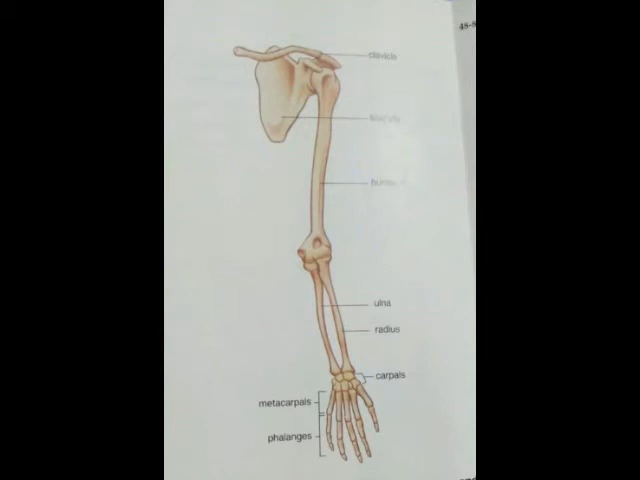 clavicle
ulna
radius
carpals
metacarpals
phalanges